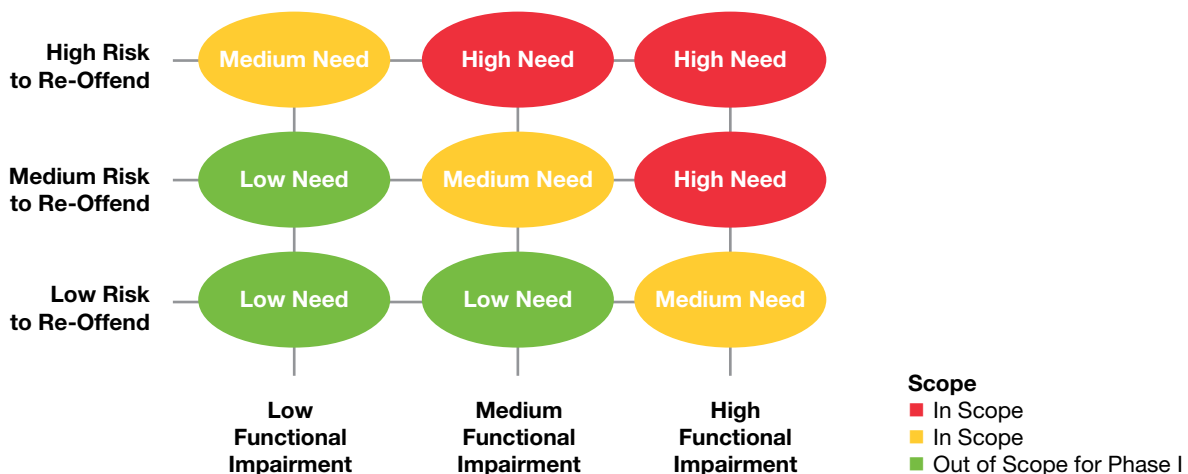 High Risk
to Re-Offend
Medium Need
High Need
High Need
Medium Risk
to Re-Offend
Low Need
Medium Need
High Need
Low Risk
to Re-Offend
Low Need
Low Need
Medium Need
Low
Functional
Impairment
Medium
Functional
Impairment
High
Functional
Impairment
Scope
In Scope
In Scope
Out of Scope for Phase I